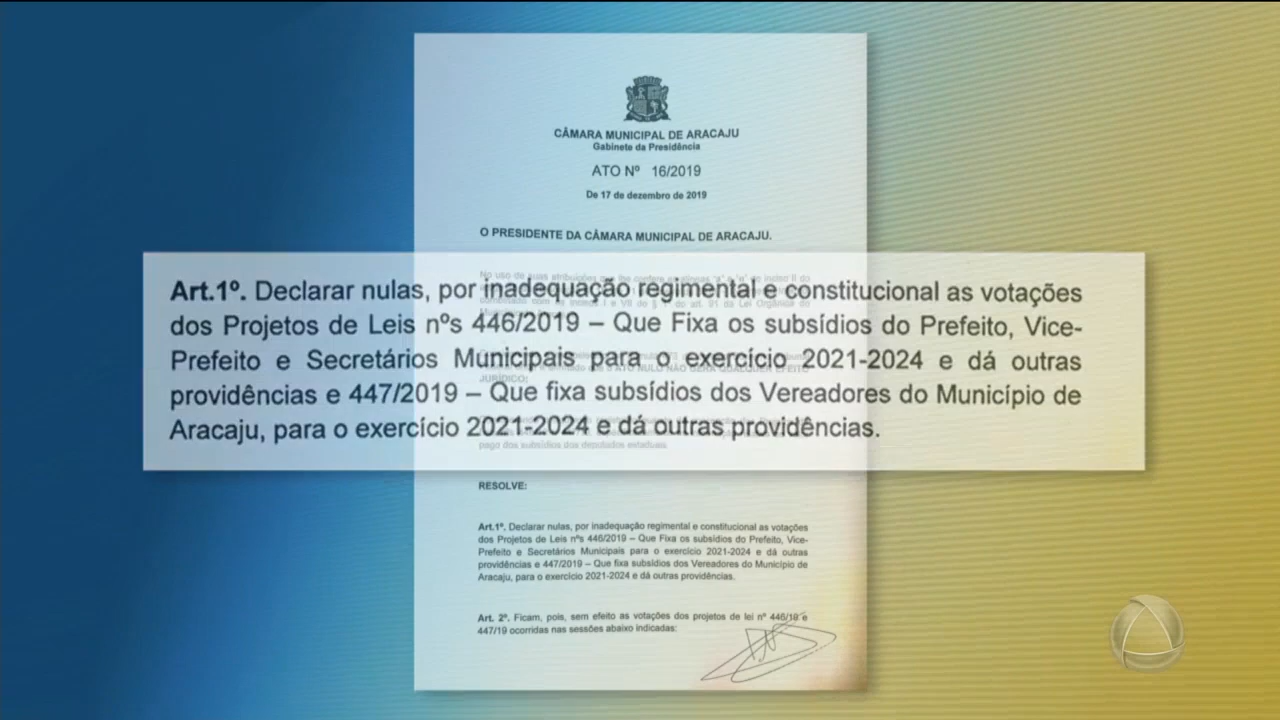 CÂMARA MUNICIPAL DE ARACAJU
Gabinete da Presidência
ATO Nº 16/2019
De 17 de dezembro de 2019
O PRESIDENTE DA CÂMARA MUNICIPAL DE ARACAJU.
Art.1º. Declarar nulas, por inadequação regimental e constitucional as votações
dos Projetos de Leis nºs 446/2019 – Que Fixa os subsídios do Prefeito, Vice-
Prefeito e Secretários Municipais para o exercício 2021-2024 e dá outras
providências e 447/2019 – Que fixa subsídios dos Vereadores do Município de
Aracaju, para o exercício 2021-2024 e dá outras providências.
pago dos subsídios dos deputados estaduais.
RESOLVE:
Art.1º. Declarar nulas, por inadequação regimental e constitucional as votações
dos Projetos de Leis nºs 446/2019 – Que Fixa os subsídios do Prefeito, Vice-
Prefeito e Secretários Municipais para o exercício 2021-2024 e dá outras
providências e 447/2019 – Que fixa subsídios dos Vereadores do Município de
Aracaju, para o exercício 2021-2024 e dá outras providências.
Art. 2º. Ficam, pois, sem efeito as votações dos projetos de lei nº 446/19 e
447/19 ocorridas nas sessões abaixo indicadas: